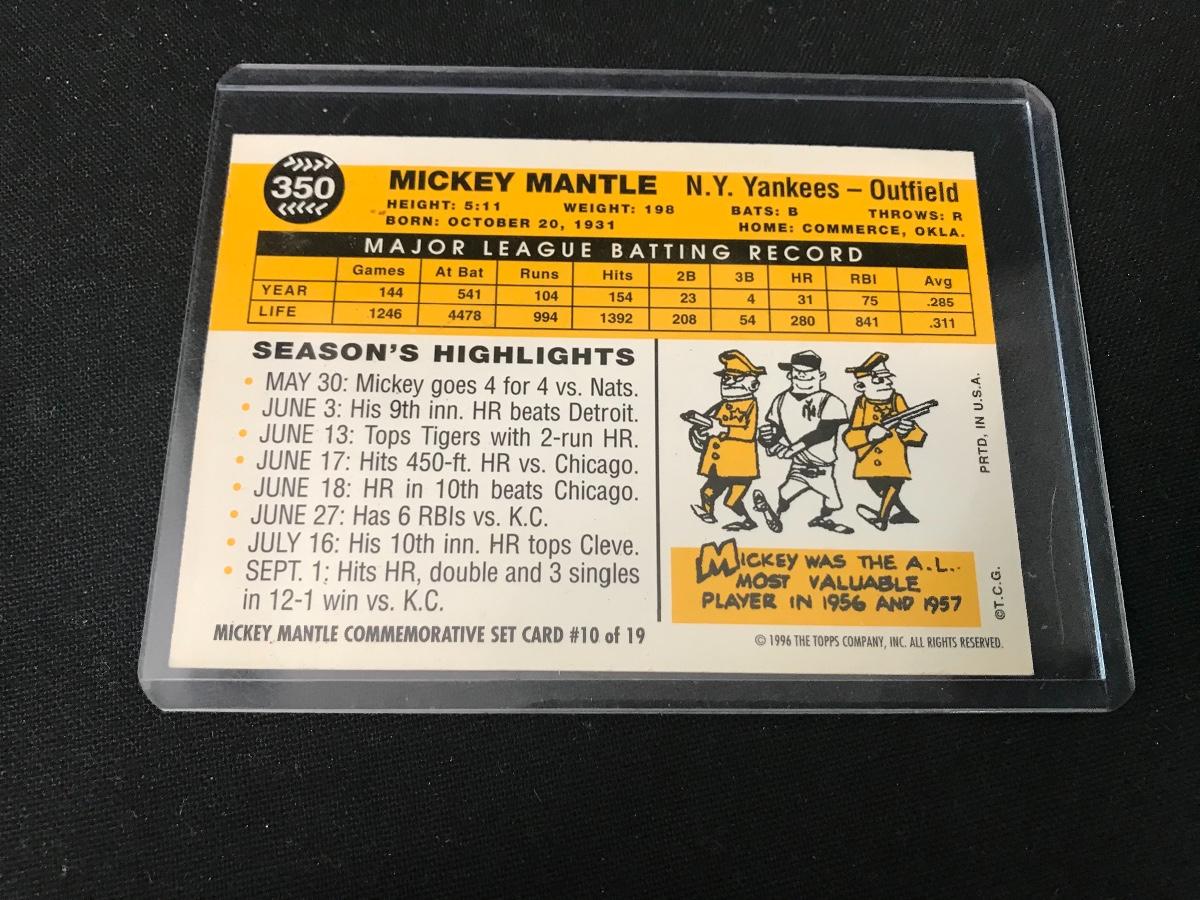 350
MICKEY MANTLE N.Y. Yankees – Outfield
HEIGHT: 5:11 WEIGHT: 198 BATS: B THROWS: R
BORN: OCTOBER 20, 1931 HOME: COMMERCE, OKLA.
MAJOR LEAGUE BATTING RECORD
Games At Bat Runs Hits 2B 3B HR RBI Avg
YEAR 144 541 104 154 23 4 31 75 .285
LIFE 1246 4478 994 1392 208 54 280 841 .311
SEASON'S HIGHLIGHTS
• MAY 30: Mickey goes 4 for 4 vs. Nats.
• JUNE 3: His 9th inn. HR beats Detroit.
• JUNE 13: Tops Tigers with 2-run HR.
• JUNE 17: Hits 450-ft. HR vs. Chicago.
• JUNE 18: HR in 10th beats Chicago.
• JUNE 27: Has 6 RBIs vs. K.C.
• JULY 16: His 10th inn. HR tops Cleve.
• SEPT. 1: Hits HR, double and 3 singles
in 12-1 win vs. K.C.
NY
MICKEY WAS THE A.L.
MOST VALUABLE
PLAYER IN 1956 AND 1957
PRTD, IN U.S.A.
©T.C.G.
MICKEY MANTLE COMMEMORATIVE SET CARD #10 of 19
© 1996 THE TOPPS COMPANY, INC. ALL RIGHTS RESERVED.